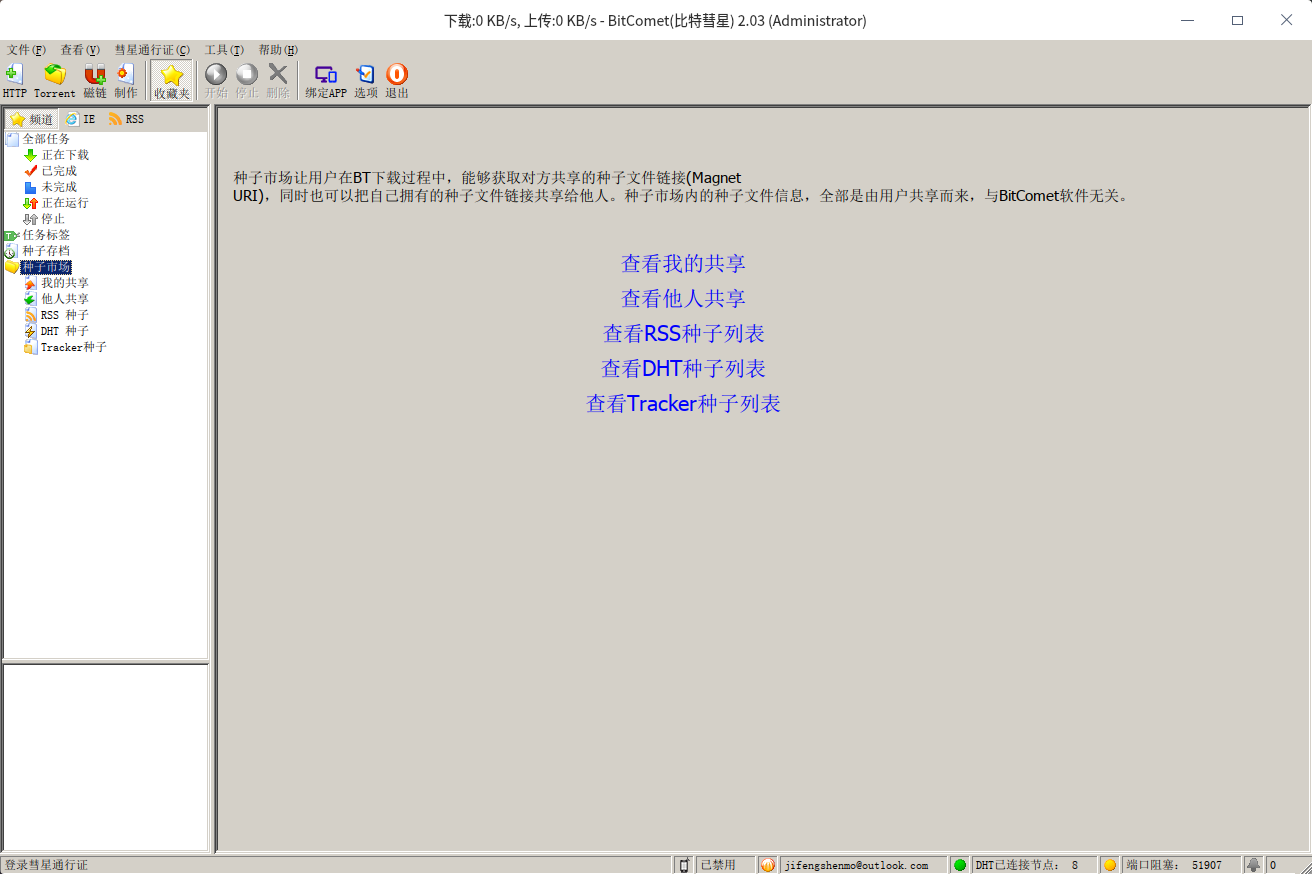 下载:0 KB/s, 上传:0 KB/s - BitComet(比特彗星) 2.03 (Administrator)
文件(F) 查看(V) 彗星通行证(C) 工具(T) 帮助(H)
HTTP Torrent 磁链 制作 收藏夹 开始 停止 删除 绑定APP 选项 退出
频道 IE RSS
全部任务
正在下载
已完成
未完成
正在运行
停止
任务标签
种子存档
种子市场
我的共享
他人共享
RSS 种子
DHT 种子
Tracker种子
种子市场让用户在BT下载过程中，能够获取对方共享的种子文件链接(Magnet
URI)，同时也可以把自己拥有的种子文件链接共享给他人。种子市场内的种子文件信息，全部是由用户共享而来，与BitComet软件无关。
查看我的共享
查看他人共享
查看RSS种子列表
查看DHT种子列表
查看Tracker种子列表
登录彗星通行证 已禁用 jifengshenmo@outlook.com DHT已连接节点: 8 端口阻塞: 51907 0